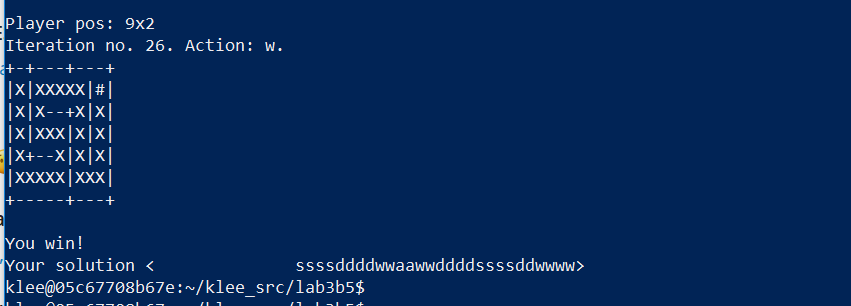 Player pos: 9x2
Iteration no. 26. Action: w.
+-+---+---+
|X|XXXXX|#|
|X|X--+X|X|
|X|XXX|X|X|
|X+--X|X|X|
|XXXXX|XXX|
+-----+---+
You win!
Your solution <              ssssddddwwaawwddddssssddwwww>
klee@05c67708b67e:~/klee_src/lab3b5$